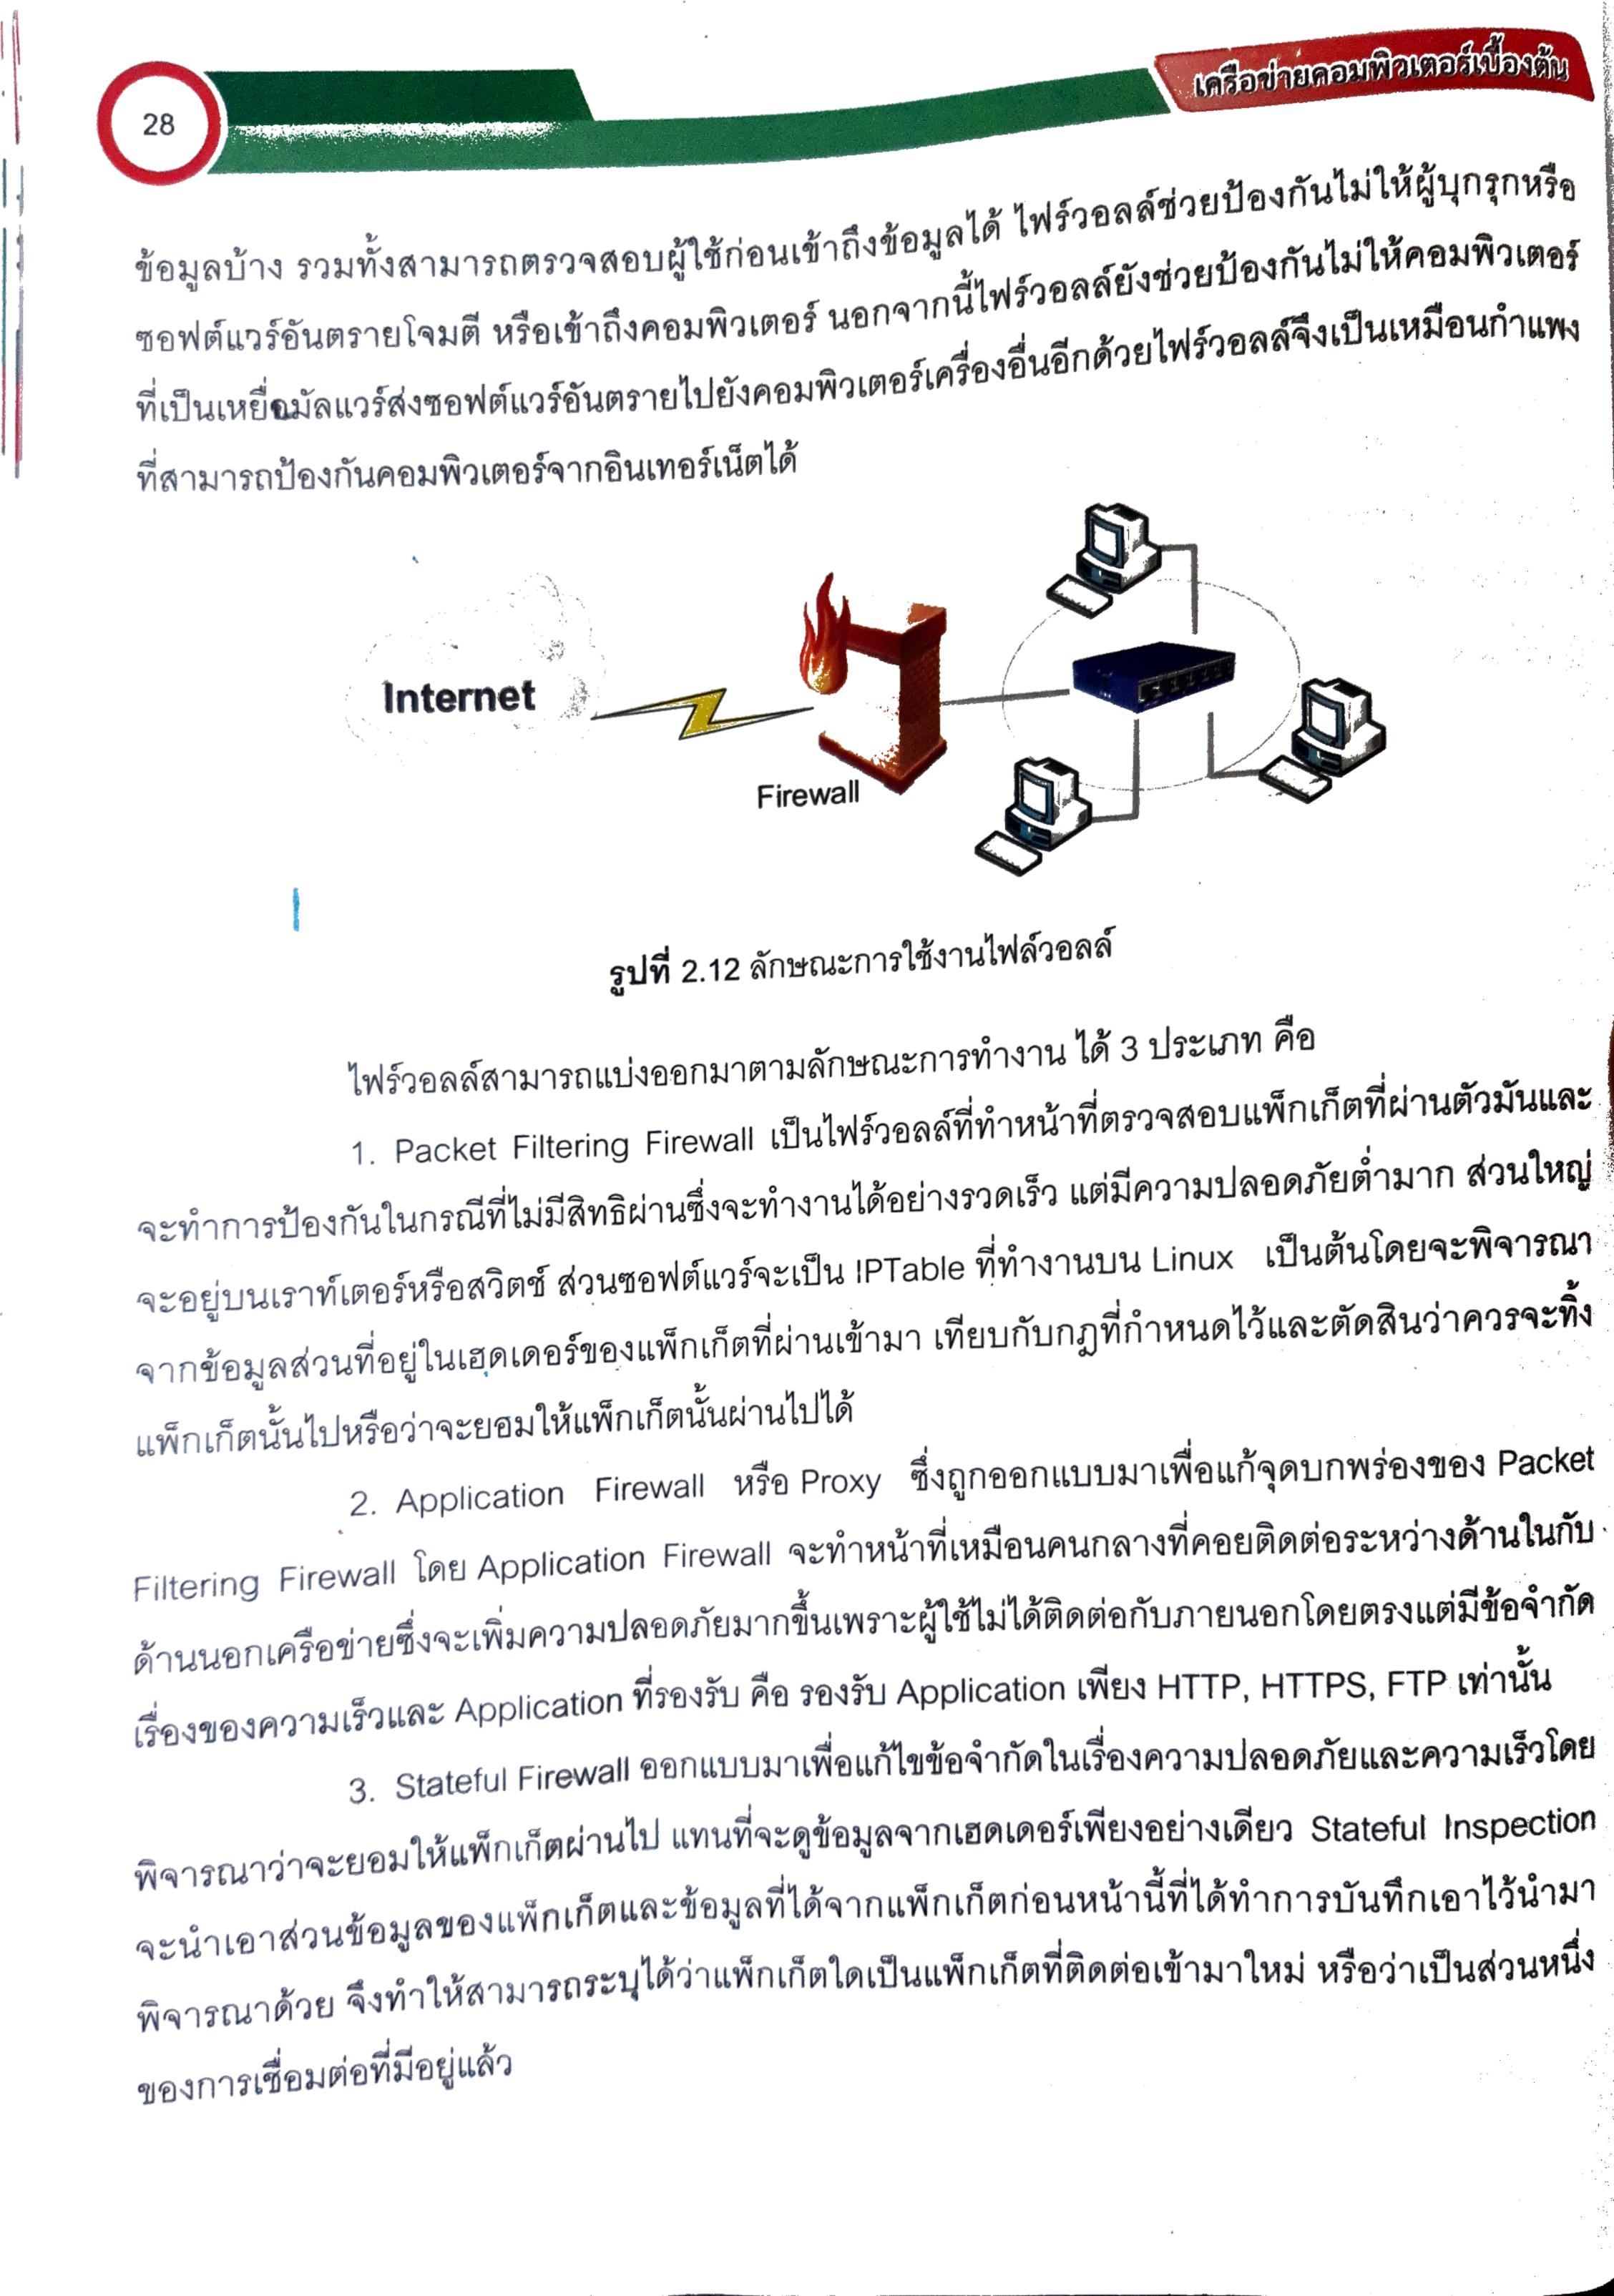 28
เครือข่ายคอมพิวเตอร์เบื้องต้น
ข้อมูลบ้าง รวมทั้งสามารถตรวจสอบผู้ใช้ก่อนเข้าถึงข้อมูลได้ ไฟร์วอลล์ช่วยป้องกันไม่ให้ผู้บุกรุกหรือ
ซอฟต์แวร์อันตรายโจมตี หรือเข้าถึงคอมพิวเตอร์ นอกจากนี้ไฟร์วอลล์ยังช่วยป้องกันไม่ให้คอมพิวเตอร์
ที่เป็นเหยื่อมัลแวร์ส่งซอฟต์แวร์อันตรายไปยังคอมพิวเตอร์เครื่องอื่นอีกด้วยไฟร์วอลล์จึงเป็นเหมือนกำแพง
ที่สามารถป้องกันคอมพิวเตอร์จากอินเทอร์เน็ตได้
Internet
Firewall
รูปที่ 2.12 ลักษณะการใช้งานไฟล์วอลล์
ไฟร์วอลล์สามารถแบ่งออกมาตามลักษณะการทำงาน ได้ 3 ประเภท คือ
1. Packet Filtering Firewall เป็นไฟร์วอลล์ที่ทำหน้าที่ตรวจสอบแพ็กเก็ตที่ผ่านตัวมันและ
จะทำการป้องกันในกรณีที่ไม่มีสิทธิผ่านซึ่งจะทำงานได้อย่างรวดเร็ว แต่มีความปลอดภัยต่ำมาก ส่วนใหญ่
จะอยู่บนเราท์เตอร์หรือสวิตช์ ส่วนซอฟต์แวร์จะเป็น IPTable ที่ทำงานบน Linux เป็นต้นโดยจะพิจารณา
จากข้อมูลส่วนที่อยู่ในเฮดเดอร์ของแพ็กเก็ตที่ผ่านเข้ามา เทียบกับกฎที่กำหนดไว้และตัดสินว่าควรจะทิ้ง
แพ็กเก็ตนั้นไปหรือว่าจะยอมให้แพ็กเก็ตนั้นผ่านไปได้
2. Application Firewall หรือ Proxy ซึ่งถูกออกแบบมาเพื่อแก้จุดบกพร่องของ Packet
Filtering Firewall โดย Application Firewall จะทำหน้าที่เหมือนคนกลางที่คอยติดต่อระหว่างด้านในกับ
ด้านนอกเครือข่ายซึ่งจะเพิ่มความปลอดภัยมากขึ้นเพราะผู้ใช้ไม่ได้ติดต่อกับภายนอกโดยตรงแต่มีข้อจำกัด
เรื่องของความเร็วและ Application ที่รองรับ คือ รองรับ Application เพียง HTTP, HTTPS, FTP เท่านั้น
3. Stateful Firewall ออกแบบมาเพื่อแก้ไขข้อจำกัดในเรื่องความปลอดภัยและความเร็วโดย
พิจารณาว่าจะยอมให้แพ็กเก็ตผ่านไป แทนที่จะดูข้อมูลจากเฮดเดอร์เพียงอย่างเดียว Stateful Inspection
จะนำเอาส่วนข้อมูลของแพ็กเก็ตและข้อมูลที่ได้จากแพ็กเก็ตก่อนหน้านี้ที่ได้ทำการบันทึกเอาไว้นำมา
พิจารณาด้วย จึงทำให้สามารถระบุได้ว่าแพ็กเก็ตใดเป็นแพ็กเก็ตที่ติดต่อเข้ามาใหม่ หรือว่าเป็นส่วนหนึ่ง
ของการเชื่อมต่อที่มีอยู่แล้ว